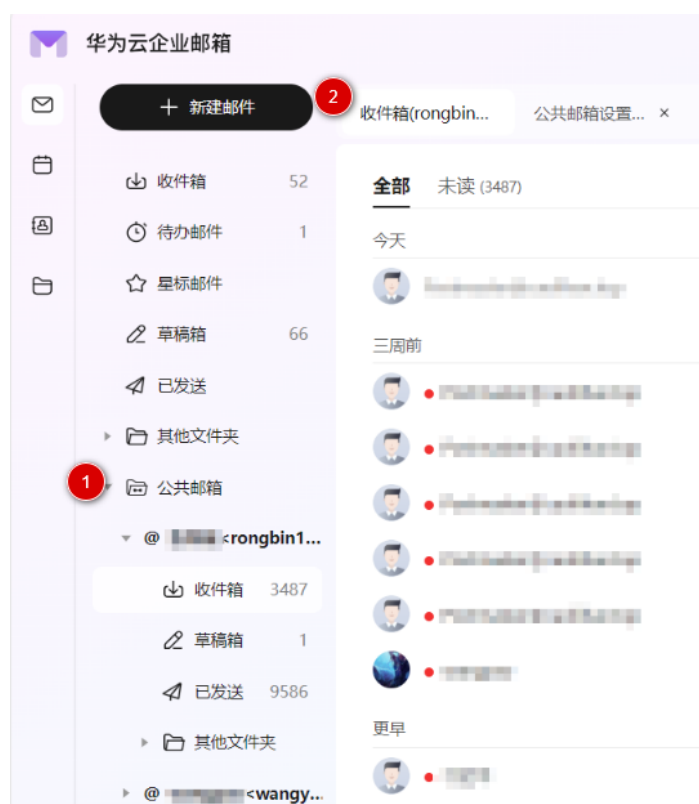 华为云企业邮箱
新建邮件
2
收件箱(rongbin...
公共邮箱设置... ×
收件箱 52
待办邮件 1
星标邮件
草稿箱 66
已发送
其他文件夹
1
公共邮箱
@ <rongbin1...
收件箱 3487
草稿箱 1
已发送 9586
其他文件夹
@ <wangy...
全部 未读 (3487)
今天
三周前
更早